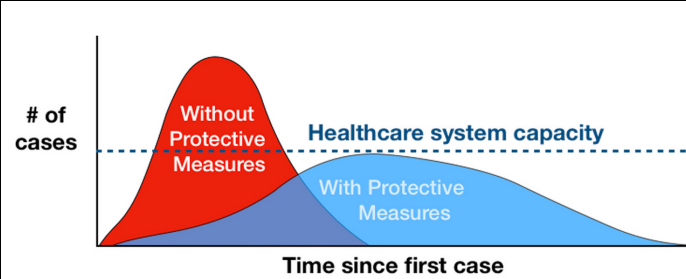 # of
cases
Without
Protective
Measures
Healthcare system capacity
With Protective
Measures
Time since first case